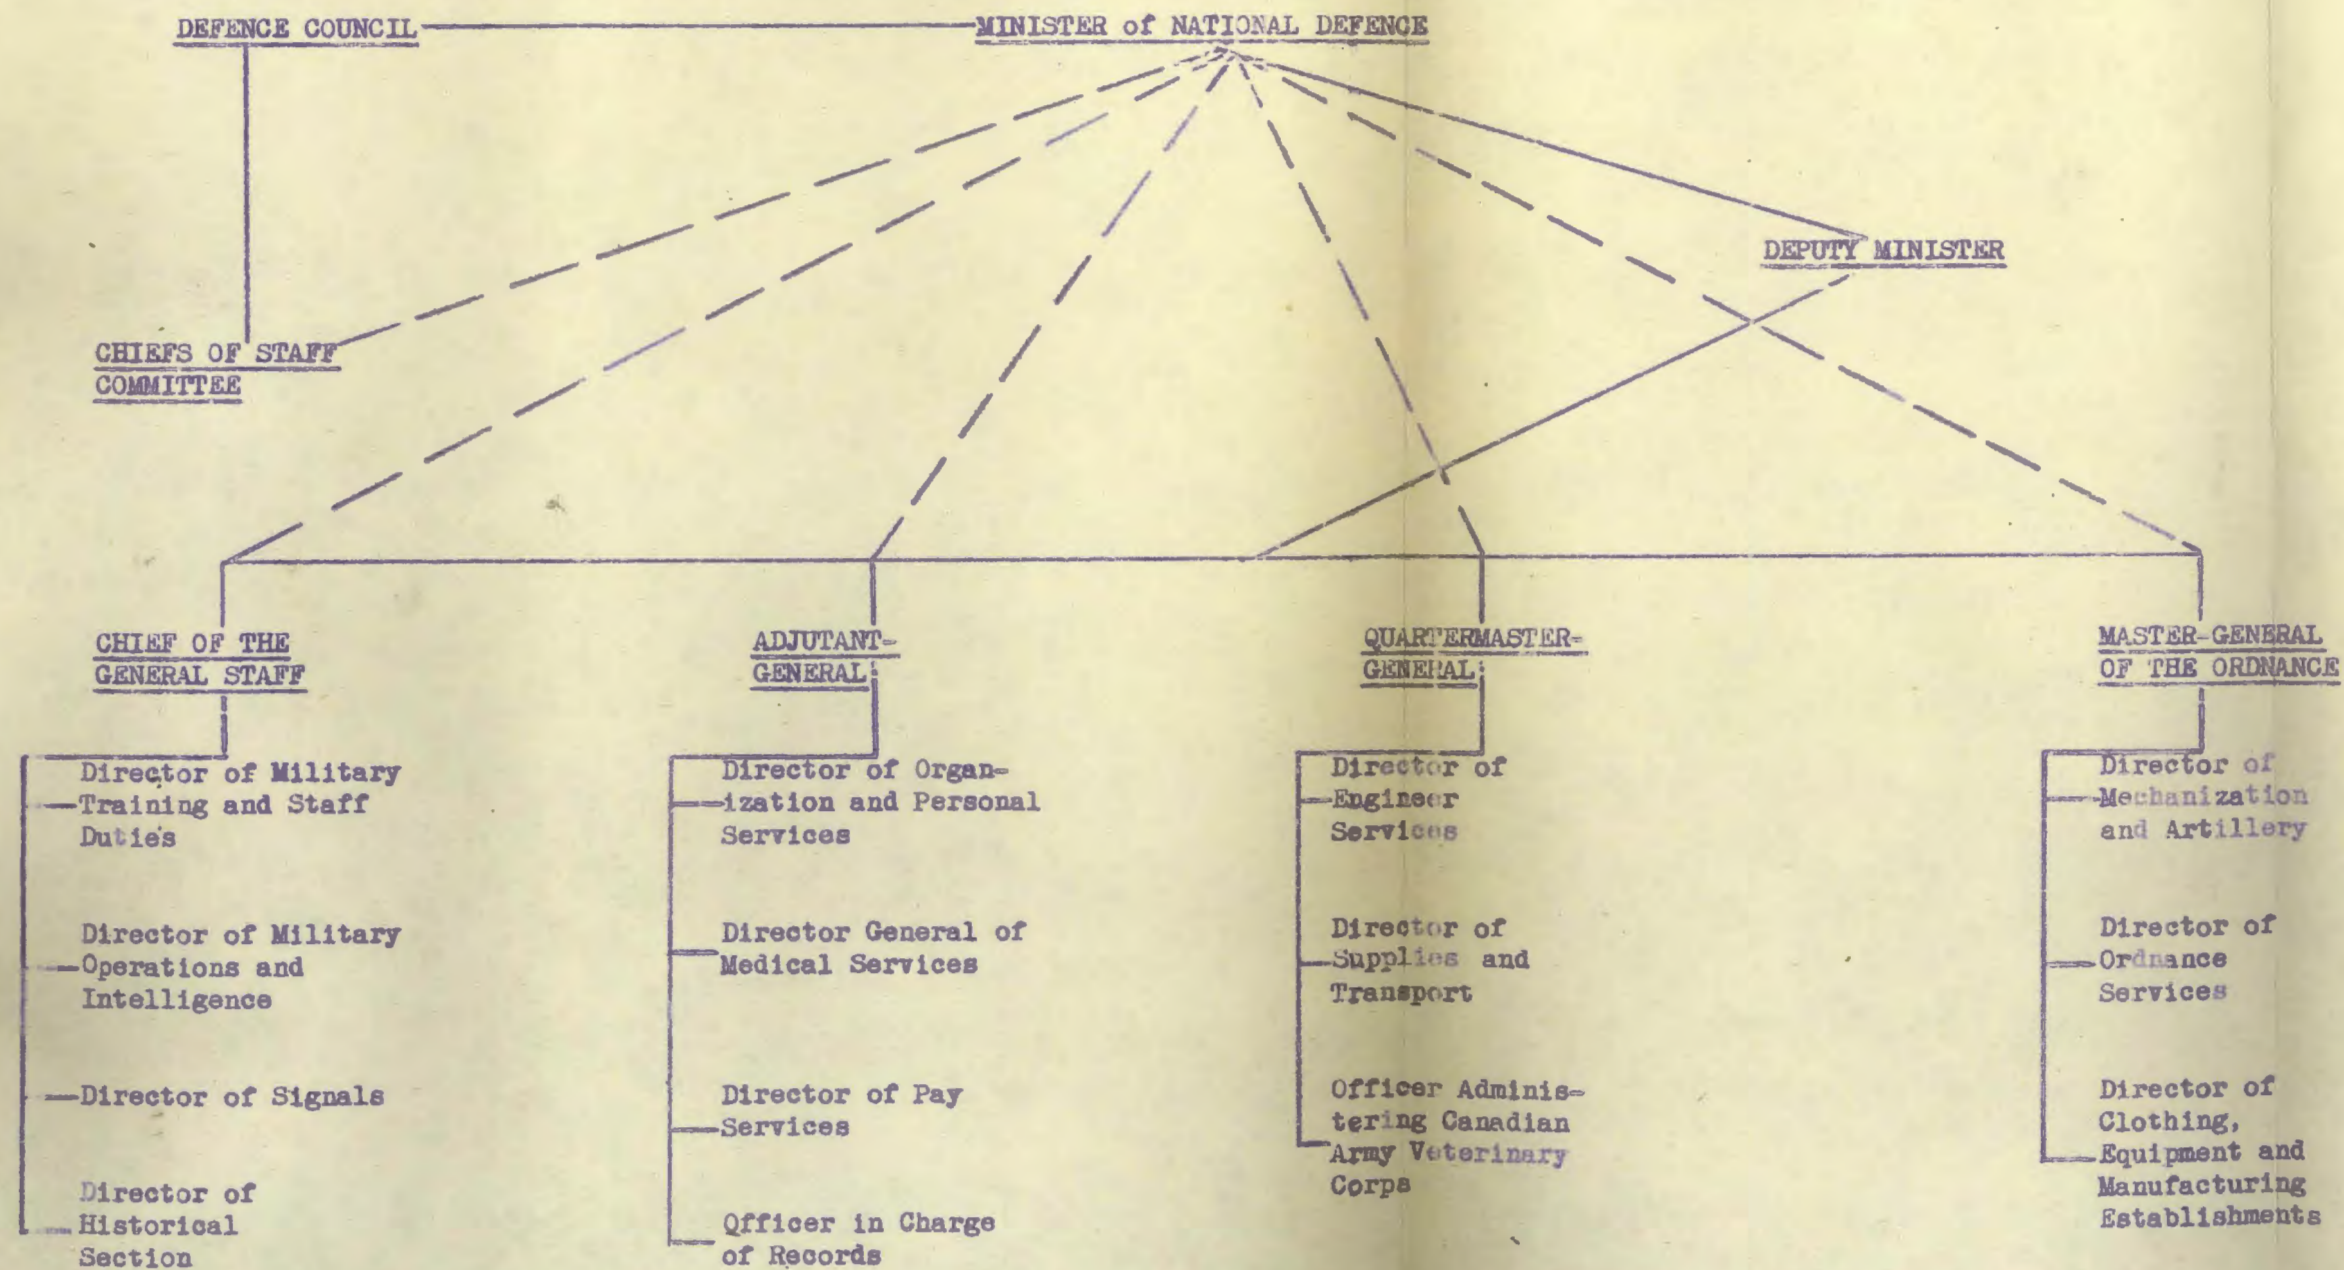 DEFENCE COUNCIL
MINISTER of NATIONAL DEFENCE
DEPUTY MINISTER
CHIEFS OF STAFF
COMMITTEE
CHIEF OF THE
GENERAL STAFF
Director of Military
Training and Staff
Duties
Director of Military
Operations and
Intelligence
Director of Signals
Director of
Historical
Section
ADJUTANT-
GENERAL:
Director of Organ-
ization and Personal
Services
Director General of
Medical Services
Director of Pay
Services
Qfficer in Charge
of Records
QUARTERMASTER-
GENERAL:
Director of
Engineer
Services
Director of
Supplies and
Transport
Officer Adminis-
tering Canadian
Army Veterinary
Corps
MASTER-GENERAL
OF THE ORDNANCE
Director of
Mechanization
and Artillery
Director of
Ordnance
Services
Director of
Clothing,
Equipment and
Manufacturing
Establishments